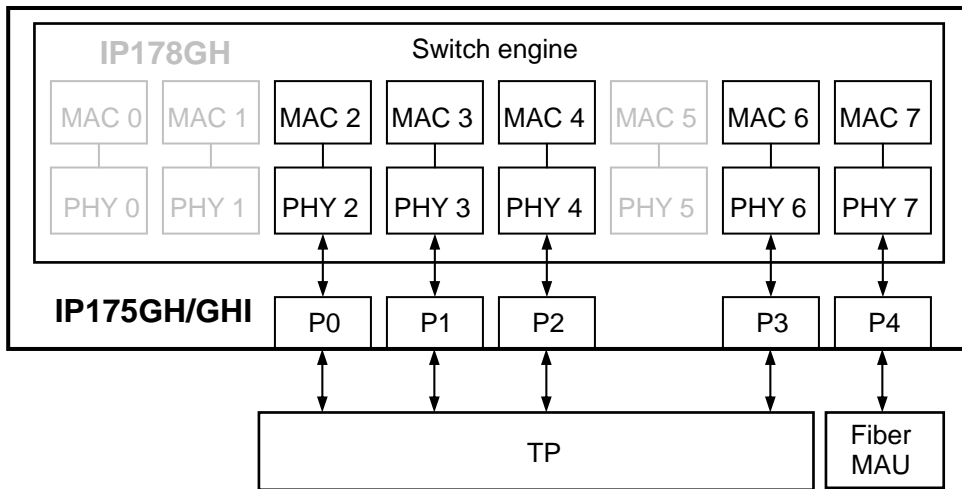 IP178GH Switch engine
MAC 0 MAC 1 MAC 2 MAC 3 MAC 4 MAC 5 MAC 6 MAC 7
PHY 0 PHY 1 PHY 2 PHY 3 PHY 4 PHY 5 PHY 6 PHY 7
IP175GH/GHI P0 P1 P2 P3 P4
TP
Fiber
MAU